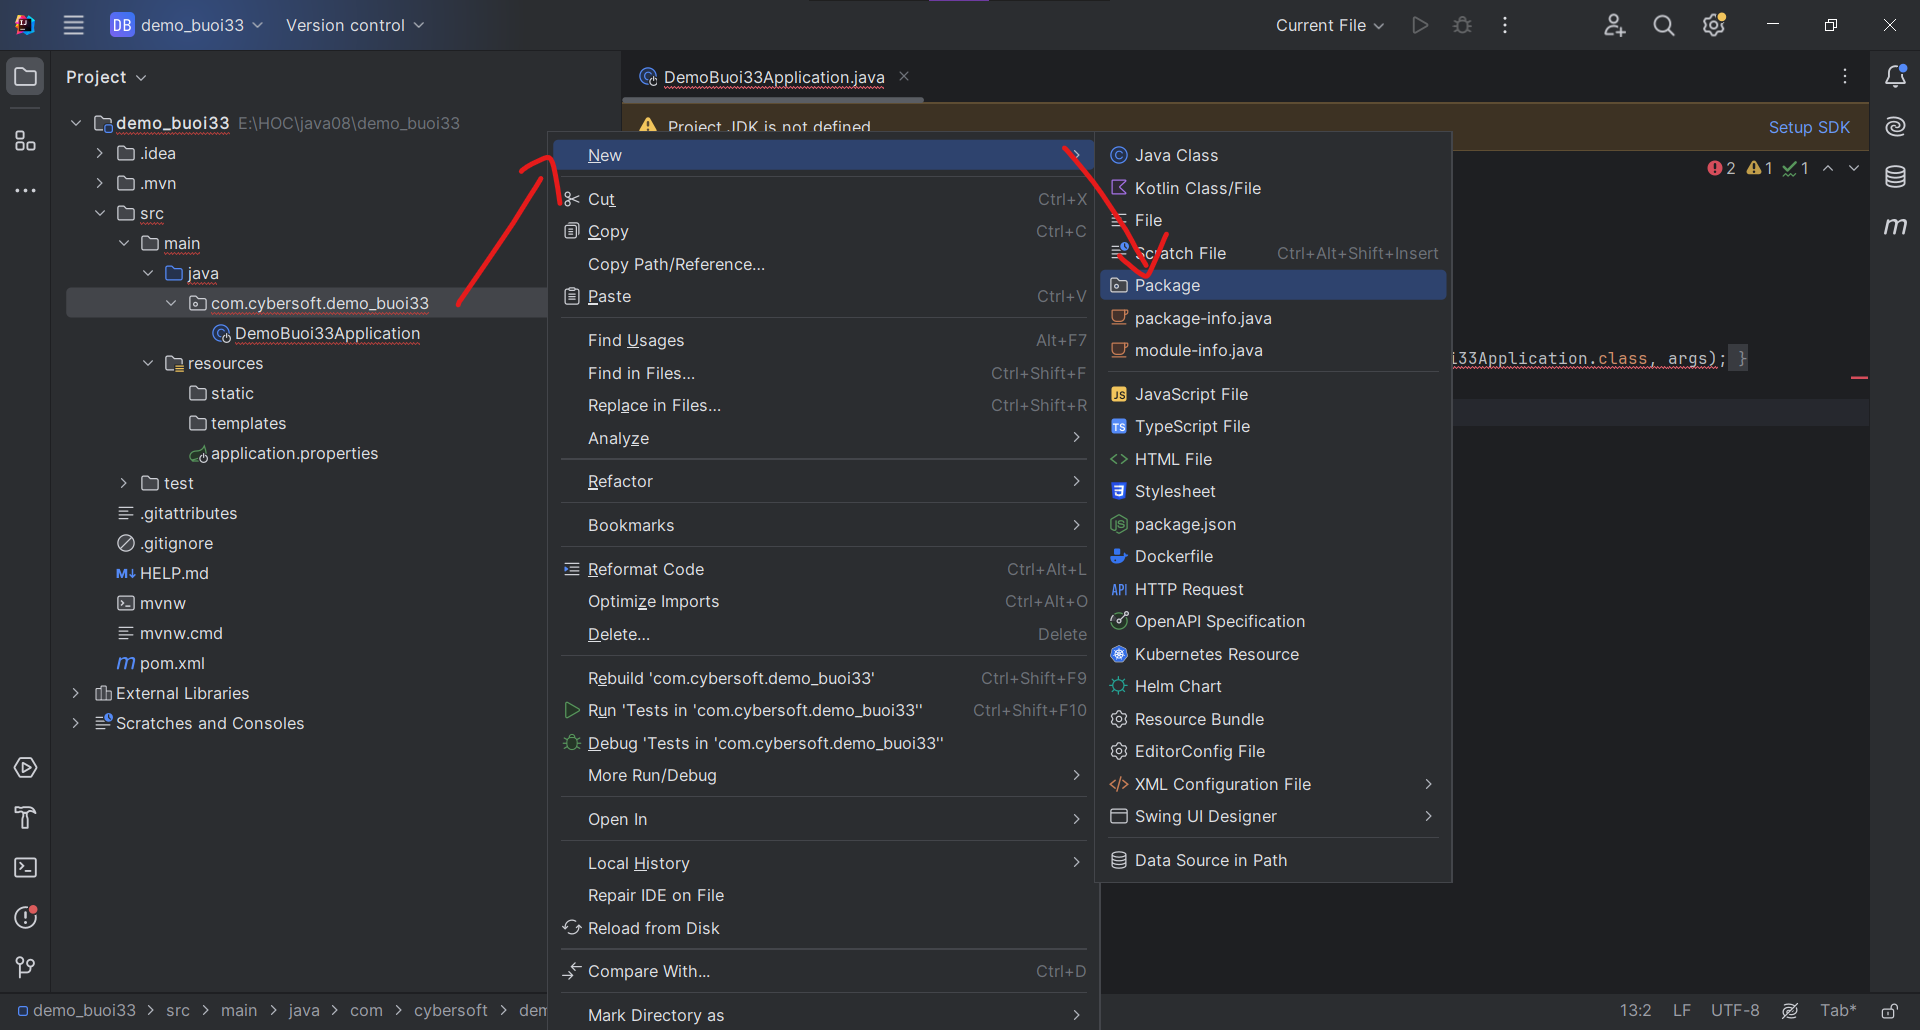 DB demo_buoi33 Version control Current File
Project
DemoBuoi33Application.java
demo_buoi33 E:\HOC\java08\demo_buoi33
.idea
.mvn
src
main
java
com.cybersoft.demo_buoi33
DemoBuoi33Application
resources
static
templates
application.properties
test
.gitattributes
.gitignore
M↓ HELP.md
mvnw
mvnw.cmd
m pom.xml
External Libraries
Scratches and Consoles
Project JDK is not defined Setup SDK
2 1 1
m
i33Application.class, args); }
New
Cut Ctrl+X
Copy Ctrl+C
Copy Path/Reference...
Paste Ctrl+V
Find Usages Alt+F7
Find in Files... Ctrl+Shift+F
Replace in Files... Ctrl+Shift+R
Analyze
Refactor
Bookmarks
Reformat Code Ctrl+Alt+L
Optimize Imports Ctrl+Alt+O
Delete... Delete
Rebuild 'com.cybersoft.demo_buoi33' Ctrl+Shift+F9
Run 'Tests in 'com.cybersoft.demo_buoi33'' Ctrl+Shift+F10
Debug 'Tests in 'com.cybersoft.demo_buoi33''
More Run/Debug
Open In
Local History
Repair IDE on File
Reload from Disk
Compare With... Ctrl+D
Mark Directory as
Java Class
Kotlin Class/File
File
Scratch File Ctrl+Alt+Shift+Insert
Package
package-info.java
module-info.java
JS JavaScript File
TS TypeScript File
HTML File
Stylesheet
package.json
Dockerfile
API HTTP Request
OpenAPI Specification
Kubernetes Resource
Helm Chart
Resource Bundle
EditorConfig File
XML Configuration File
Swing UI Designer
Data Source in Path
demo_buoi33 > src > main > java > com > cybersoft > dem
13:2 LF UTF-8 Tab*